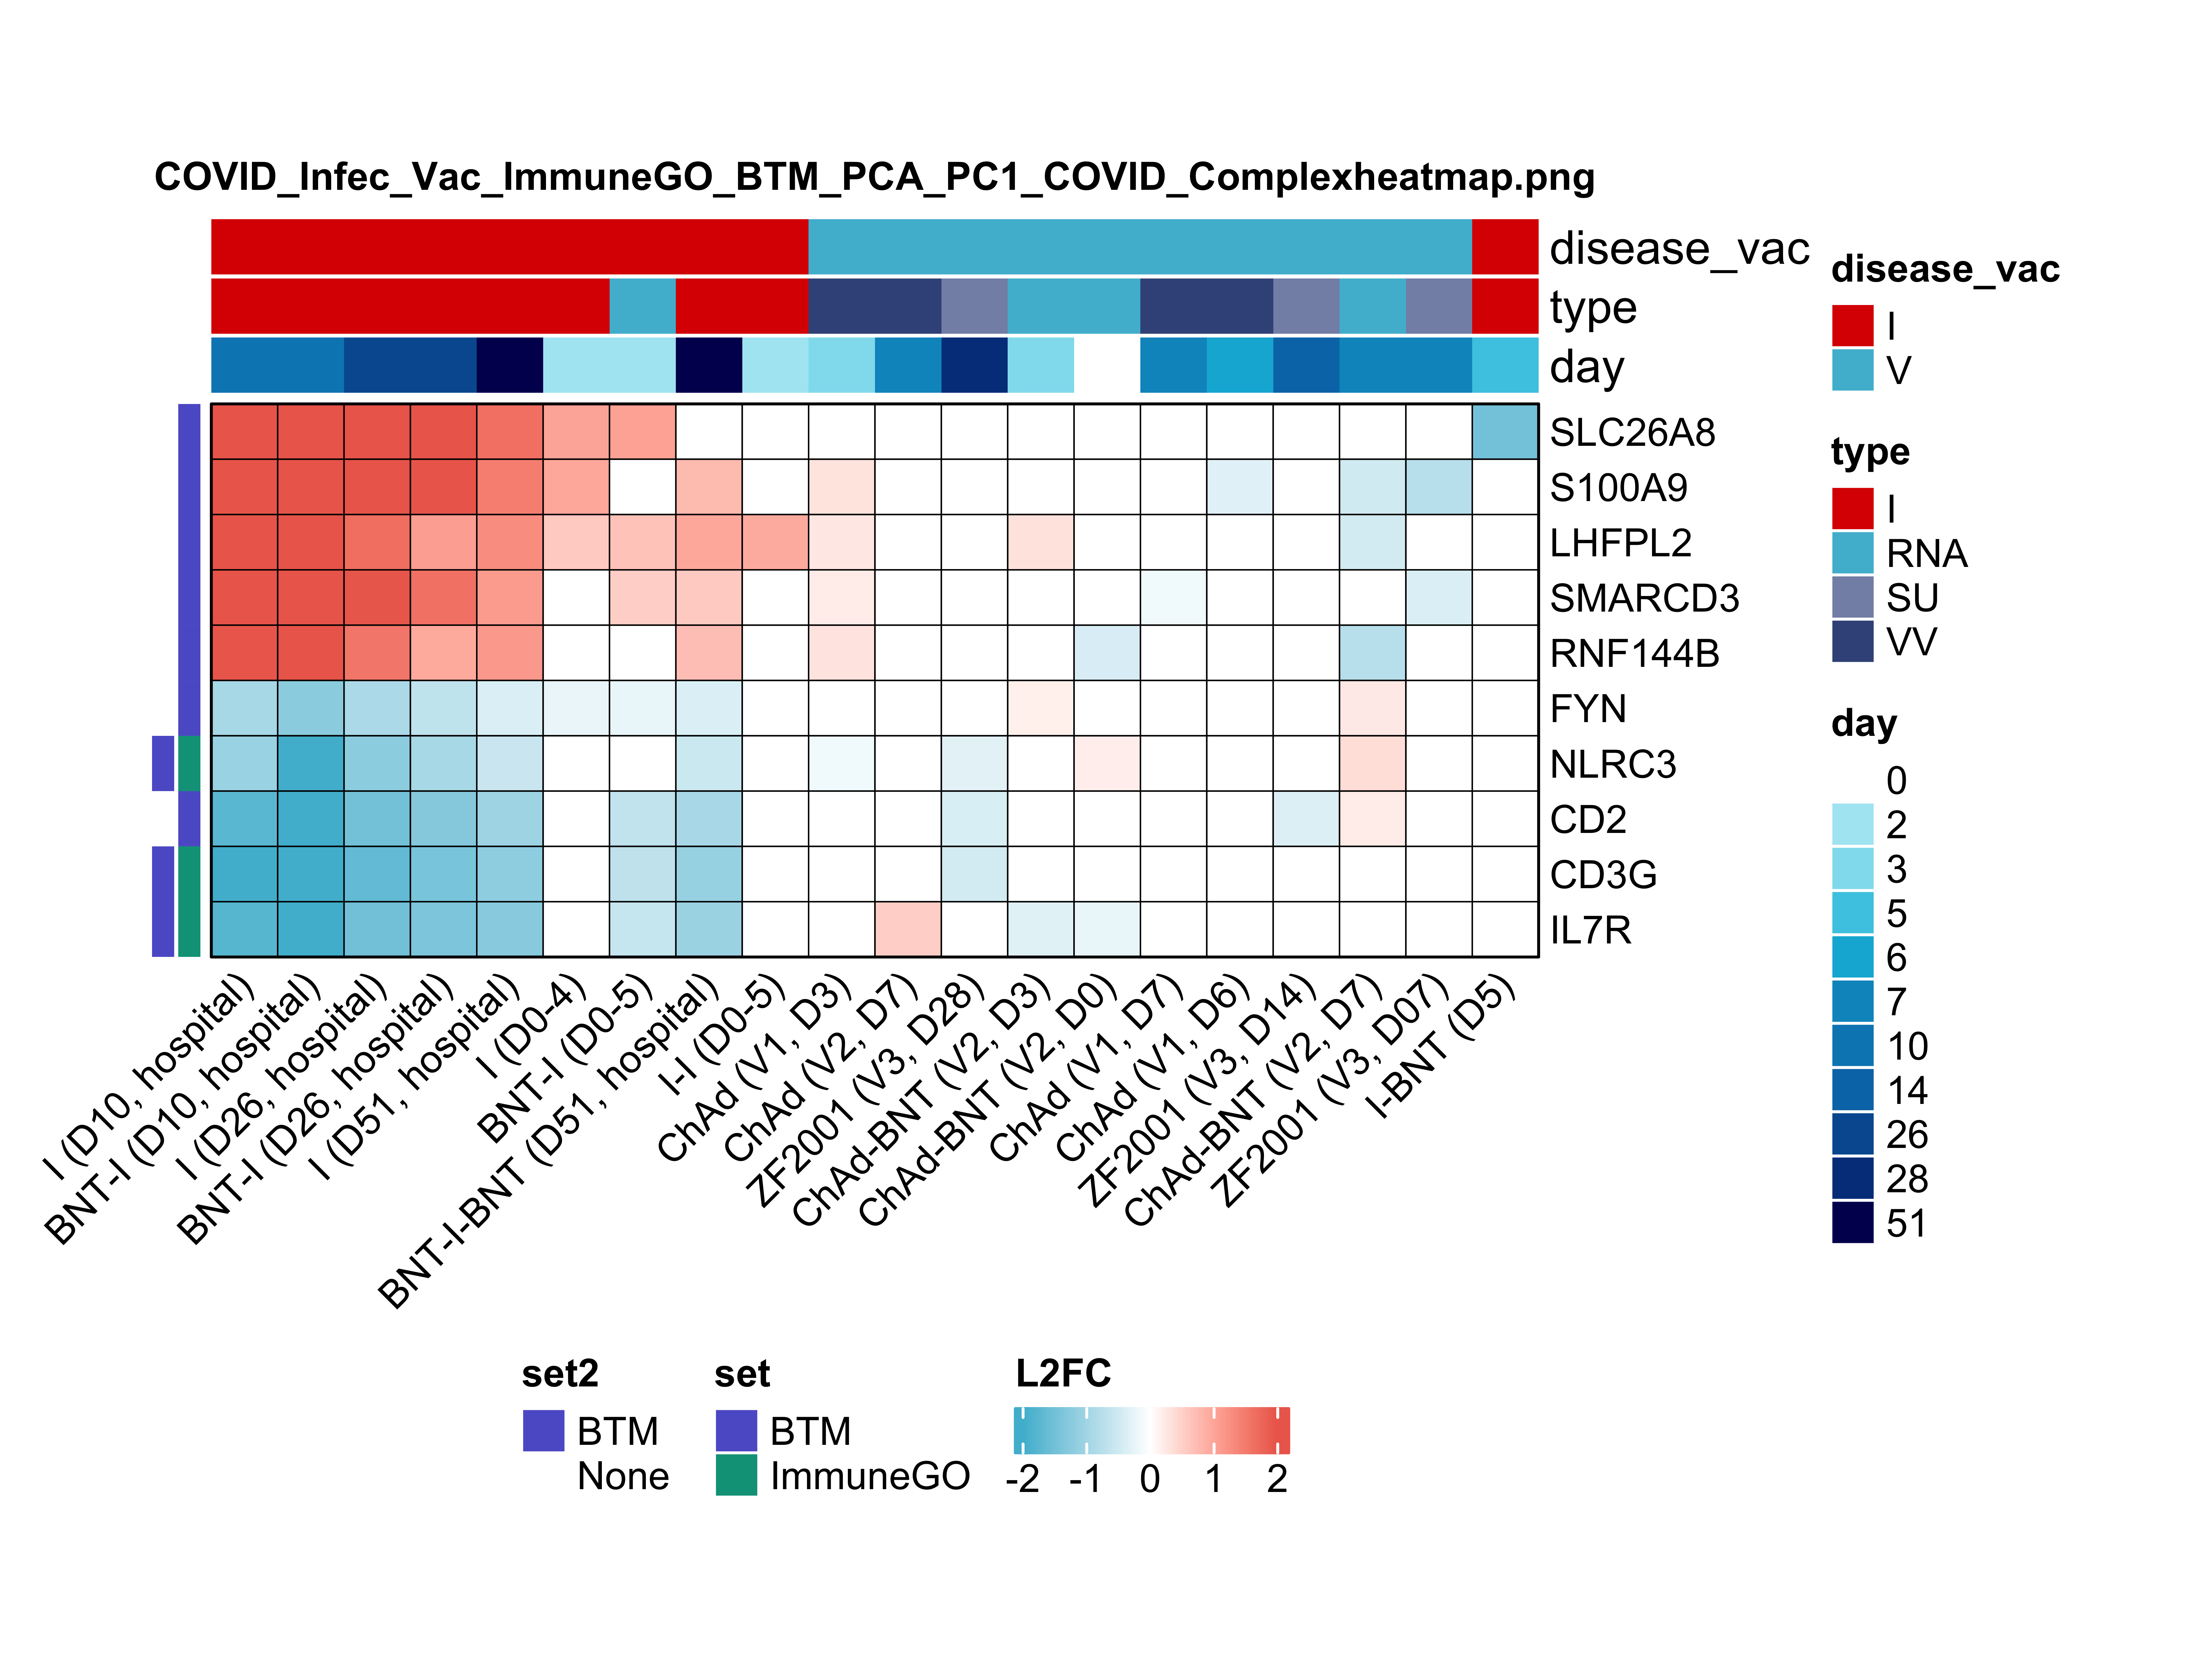 COVID_Infec_Vac_ImmuneGO_BTM_PCA_PC1_COVID_Complexheatmap.png
disease_vac
type
day
SLC26A8
S100A9
LHFPL2
SMARCD3
RNF144B
FYN
NLRC3
CD2
CD3G
IL7R
I (D10, hospital)
BNT-I (D10, hospital)
I (D26, hospital)
BNT-I (D26, hospital)
I (D51, hospital)
I (D0-4)
BNT-I (D0-5)
BNT-I-BNT (D51, hospital)
I-I (D0-5)
ChAd (V1, D3)
ChAd (V2, D7)
ZF2001 (V3, D28)
ChAd-BNT (V2, D3)
ChAd-BNT (V2, D0)
ChAd (V1, D7)
ChAd (V1, D6)
ZF2001 (V3, D14)
ChAd-BNT (V2, D7)
ZF2001 (V3, D07)
I-BNT (D5)
disease_vac
I
V
type
I
RNA
SU
VV
day
0
2
3
5
6
7
10
14
26
28
51
set2
BTM
None
set
BTM
ImmuneGO
L2FC
-2 -1 0 1 2